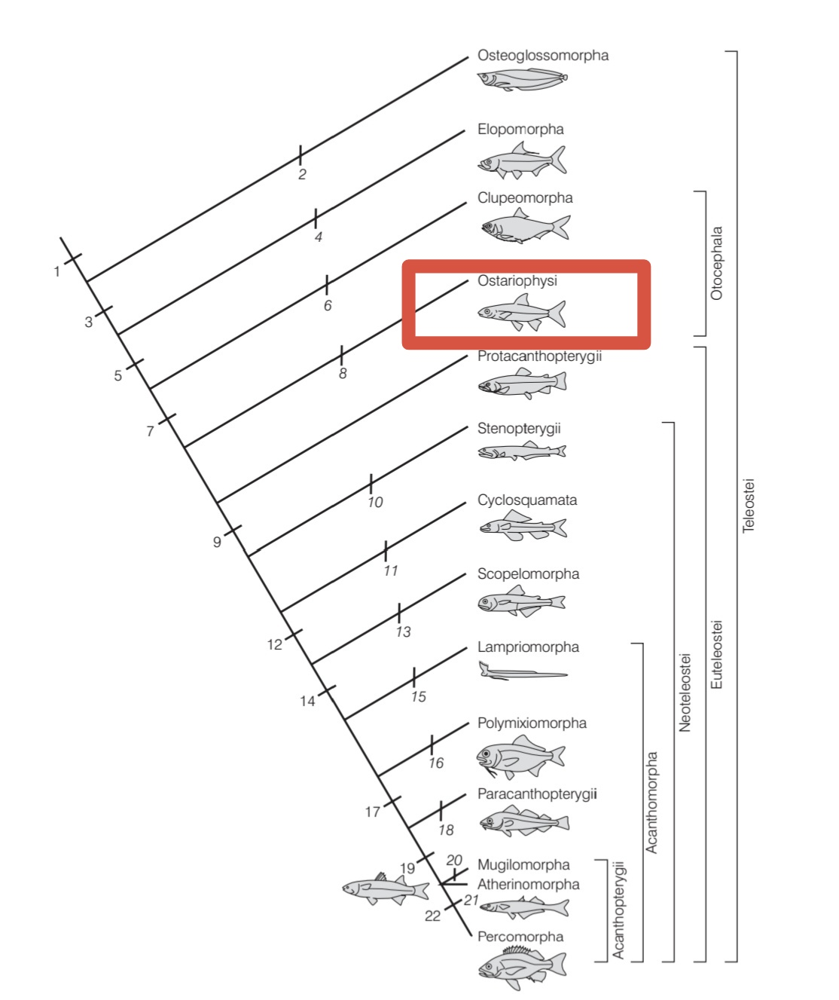 Osteoglossomorpha
2
Elopomorpha
4
Clupeomorpha
6
Ostariophysi
8
Protacanthopterygii
Stenopterygii
10
Cyclosquamata
11
Scopelomorpha
13
Lampriomorpha
15
Polymixiomorpha
16
Paracanthopterygii
18
20
Mugilomorpha
Atherinomorpha
21
Percomorpha
1
3
5
7
9
12
14
17
19
22
Otocephala
Teleostei
Euteleostei
Neoteleostei
Acanthomorpha
Acanthopterygii